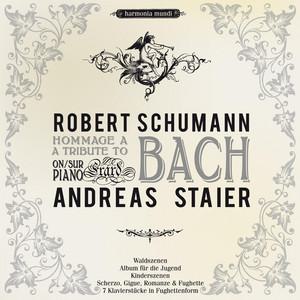 harmonia mundi
ROBERT SCHUMANN
HOMMAGE À
A TRIBUTE TO
ON/SUR
PIANO Erard
BACH
ANDREAS STAIER
Waldszenen
Album für die Jugend
Kinderszenen
Scherzo, Gigue, Romanze & Fughette
7 Klavierstücke in Fughettenform